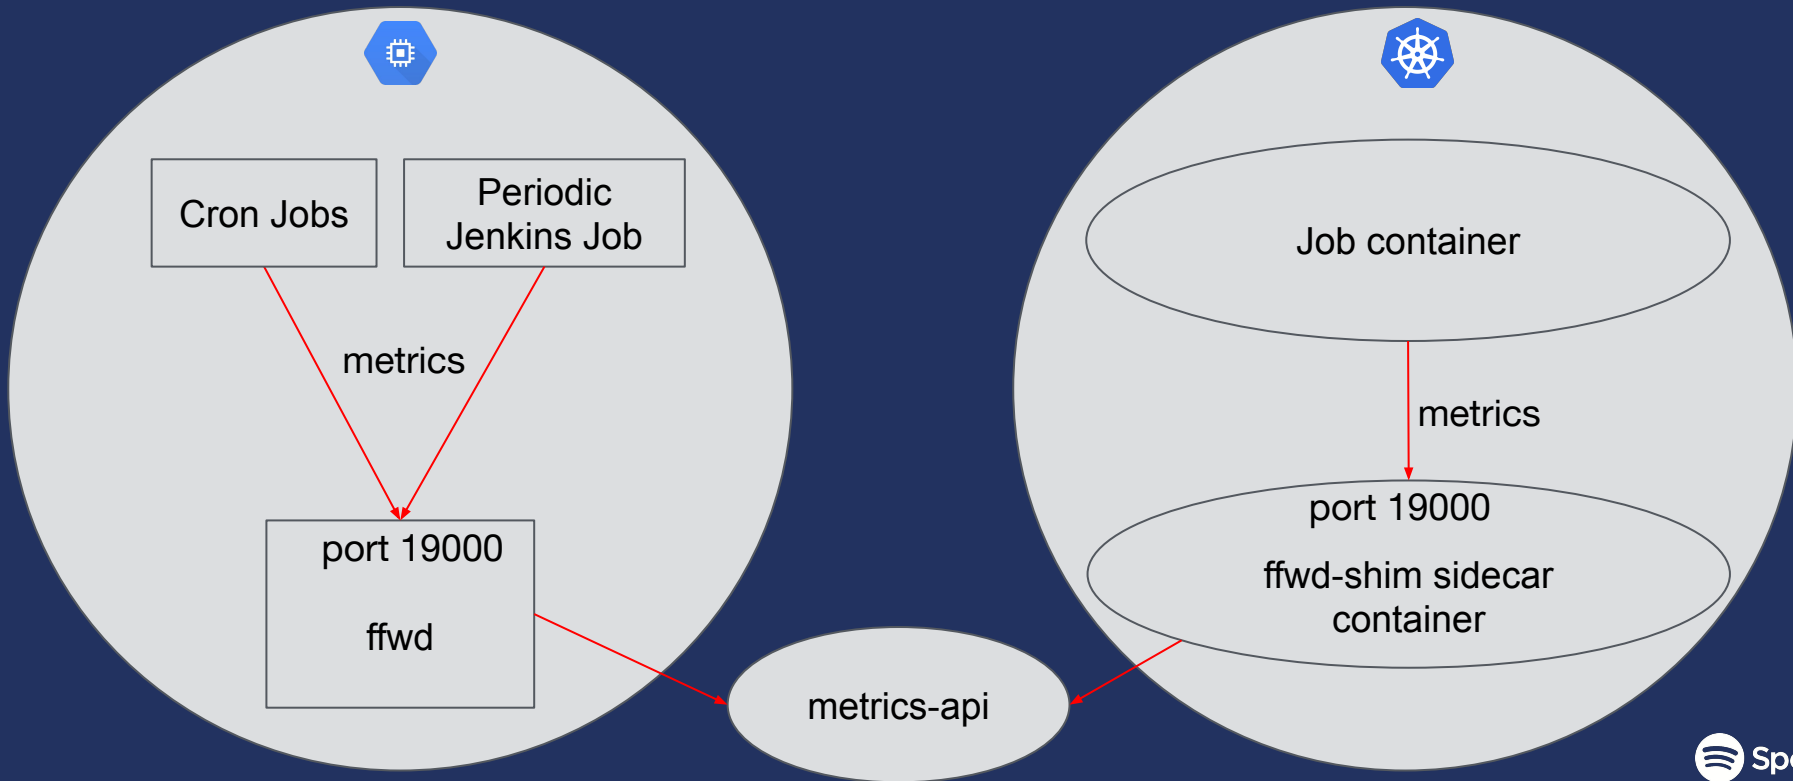 Cron Jobs
Periodic
Jenkins Job
metrics
port 19000
ffwd
Job container
metrics
port 19000
ffwd-shim sidecar
container
metrics-api